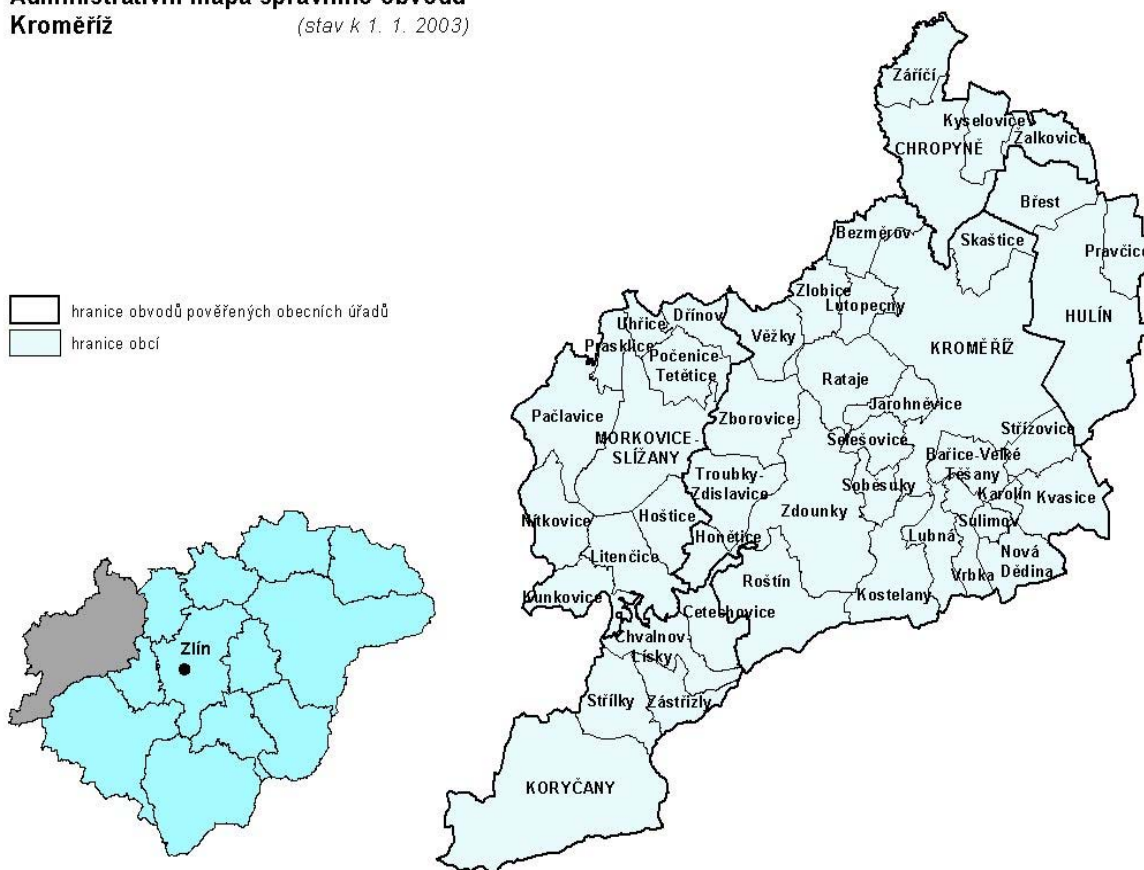 Administrativní mapa správního obvodu
Kroměříž
(stav k 1. 1. 2003)
hranice obvodů pověřených obecních úřadů
hranice obcí
Zlín
Záříčí
Kyselovice
CHROPYNĚ
Žalkovice
Břest
Bezměrov
Skaštice
Pravčice
Zlobice
Lutopecny
HULÍN
Uhřice
Dřínov
Věžky
KROMĚŘÍŽ
Prasklice
Počenice-
Tetětice
Rataje
Jarohněvice
Pačlavice
Zborovice
MORKOVICE-
SLÍŽANY
Selešovice
Střížovice
Bařice-Velké
Těšany
Troubky-
Zdislavice
Soběsuky
Karolín
Kvasice
Zdounky
Nítkovice
Hoštice
Sulimov
Honětice
Lubná
Litenčice
Nová
Dědina
Roštín
Vrbka
Kunkovice
Kostelany
Cetechovice
Chvalnov-
Lísky
Střílky
Zástřizly
KORYČANY